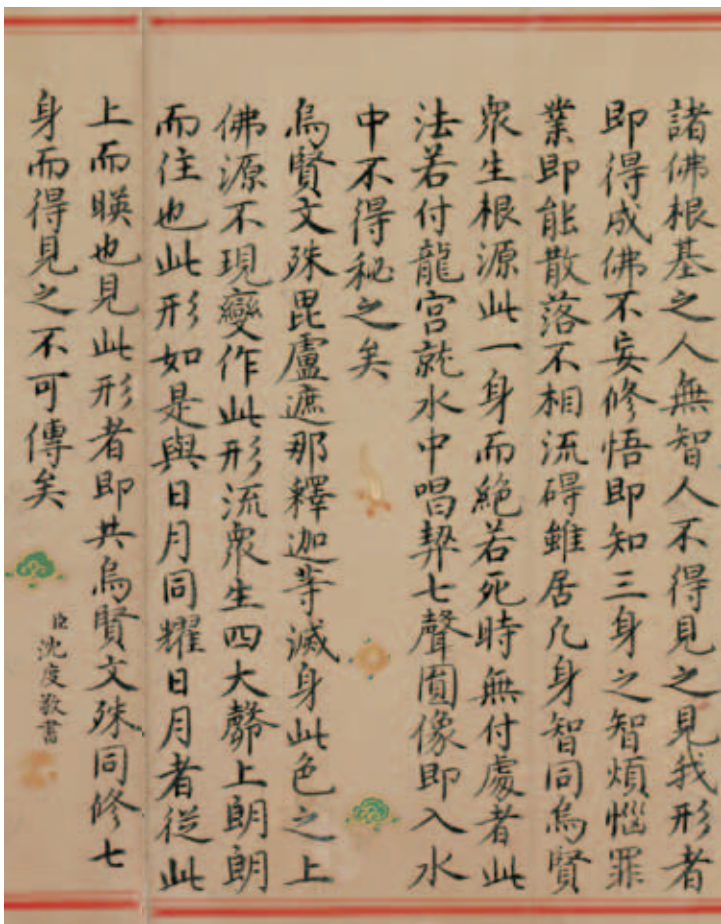 諸佛根基之人無智人不得見之見我形者
即得成佛不妄修悟即知三身之智煩惱罪
業即能散落不相流碍雖居凡身智同烏賢
衆生根源此一身而絕若死時無付處者此
法若付龍宮就水中唱契七聲圎像即入水
中不得秘之矣
烏賢文殊毘盧遮那釋迦等滅身此色之上
佛源不現變作此形流衆生四大臍上朗朗
而住也此形如是與日月同耀日月者從此
上而暎也見此形者即共烏賢文殊同修七
身而得見之不可傳矣
臣沈度敬書